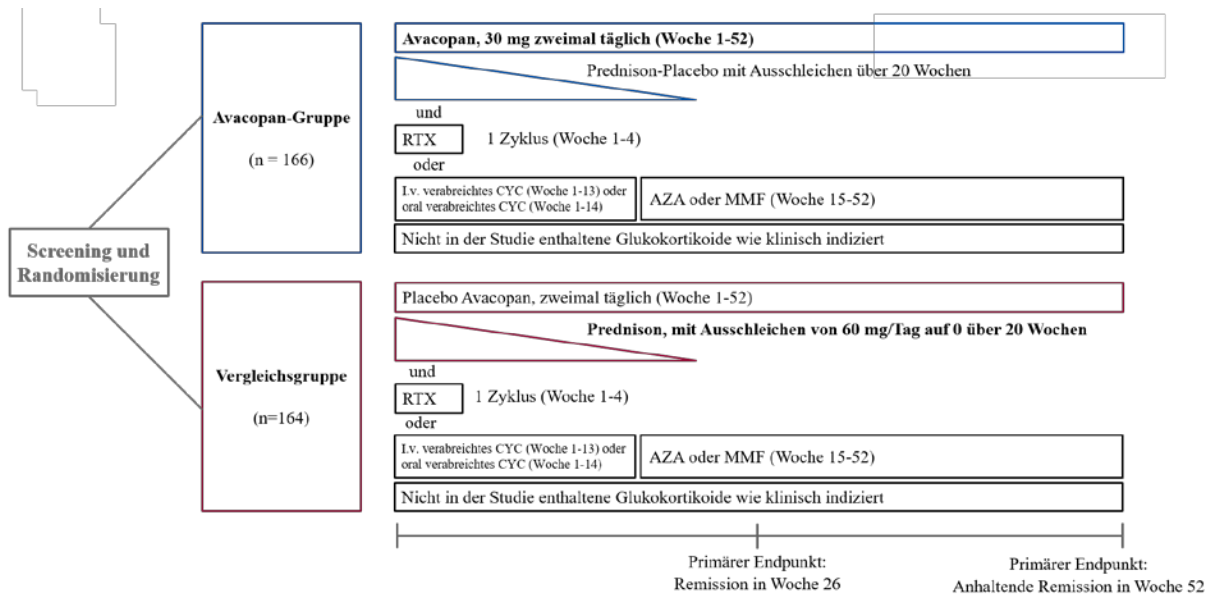 Screening und
Randomisierung
Avacopan-Gruppe
(n = 166)
Avacopan, 30 mg zweimal täglich (Woche 1-52)
Prednison-Placebo mit Ausschleichen über 20 Wochen
und
RTX
1 Zyklus (Woche 1-4)
oder
I.v. verabreichtes CYC (Woche 1-13) oder
oral verabreichtes CYC (Woche 1-14)
AZA oder MMF (Woche 15-52)
Nicht in der Studie enthaltene Glukokortikoide wie klinisch indiziert
Vergleichsgruppe
(n=164)
Placebo Avacopan, zweimal täglich (Woche 1-52)
Prednison, mit Ausschleichen von 60 mg/Tag auf 0 über 20 Wochen
und
RTX
1 Zyklus (Woche 1-4)
oder
I.v. verabreichtes CYC (Woche 1-13) oder
oral verabreichtes CYC (Woche 1-14)
AZA oder MMF (Woche 15-52)
Nicht in der Studie enthaltene Glukokortikoide wie klinisch indiziert
Primärer Endpunkt:
Remission in Woche 26
Primärer Endpunkt:
Anhaltende Remission in Woche 52